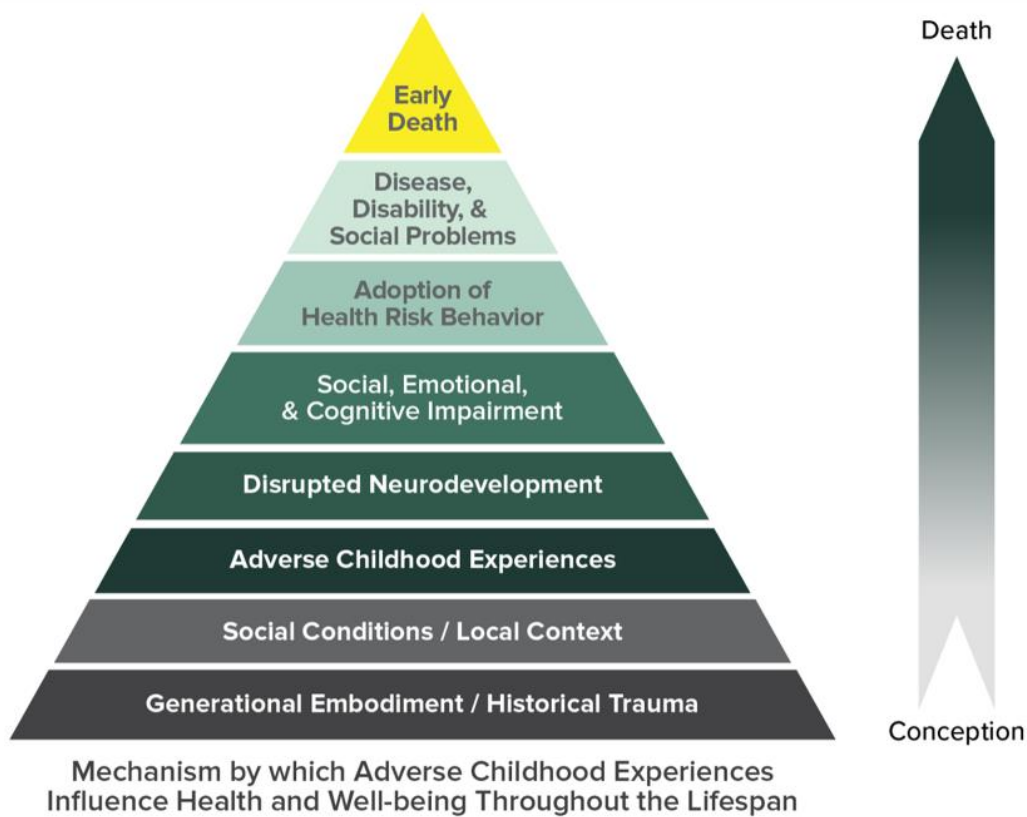 Death
Early
Death
Disease,
Disability, &
Social Problems
Adoption of
Health Risk Behavior
Social, Emotional,
& Cognitive Impairment
Disrupted Neurodevelopment
Adverse Childhood Experiences
Social Conditions / Local Context
Generational Embodiment / Historical Trauma
Conception
Mechanism by which Adverse Childhood Experiences
Influence Health and Well-being Throughout the Lifespan